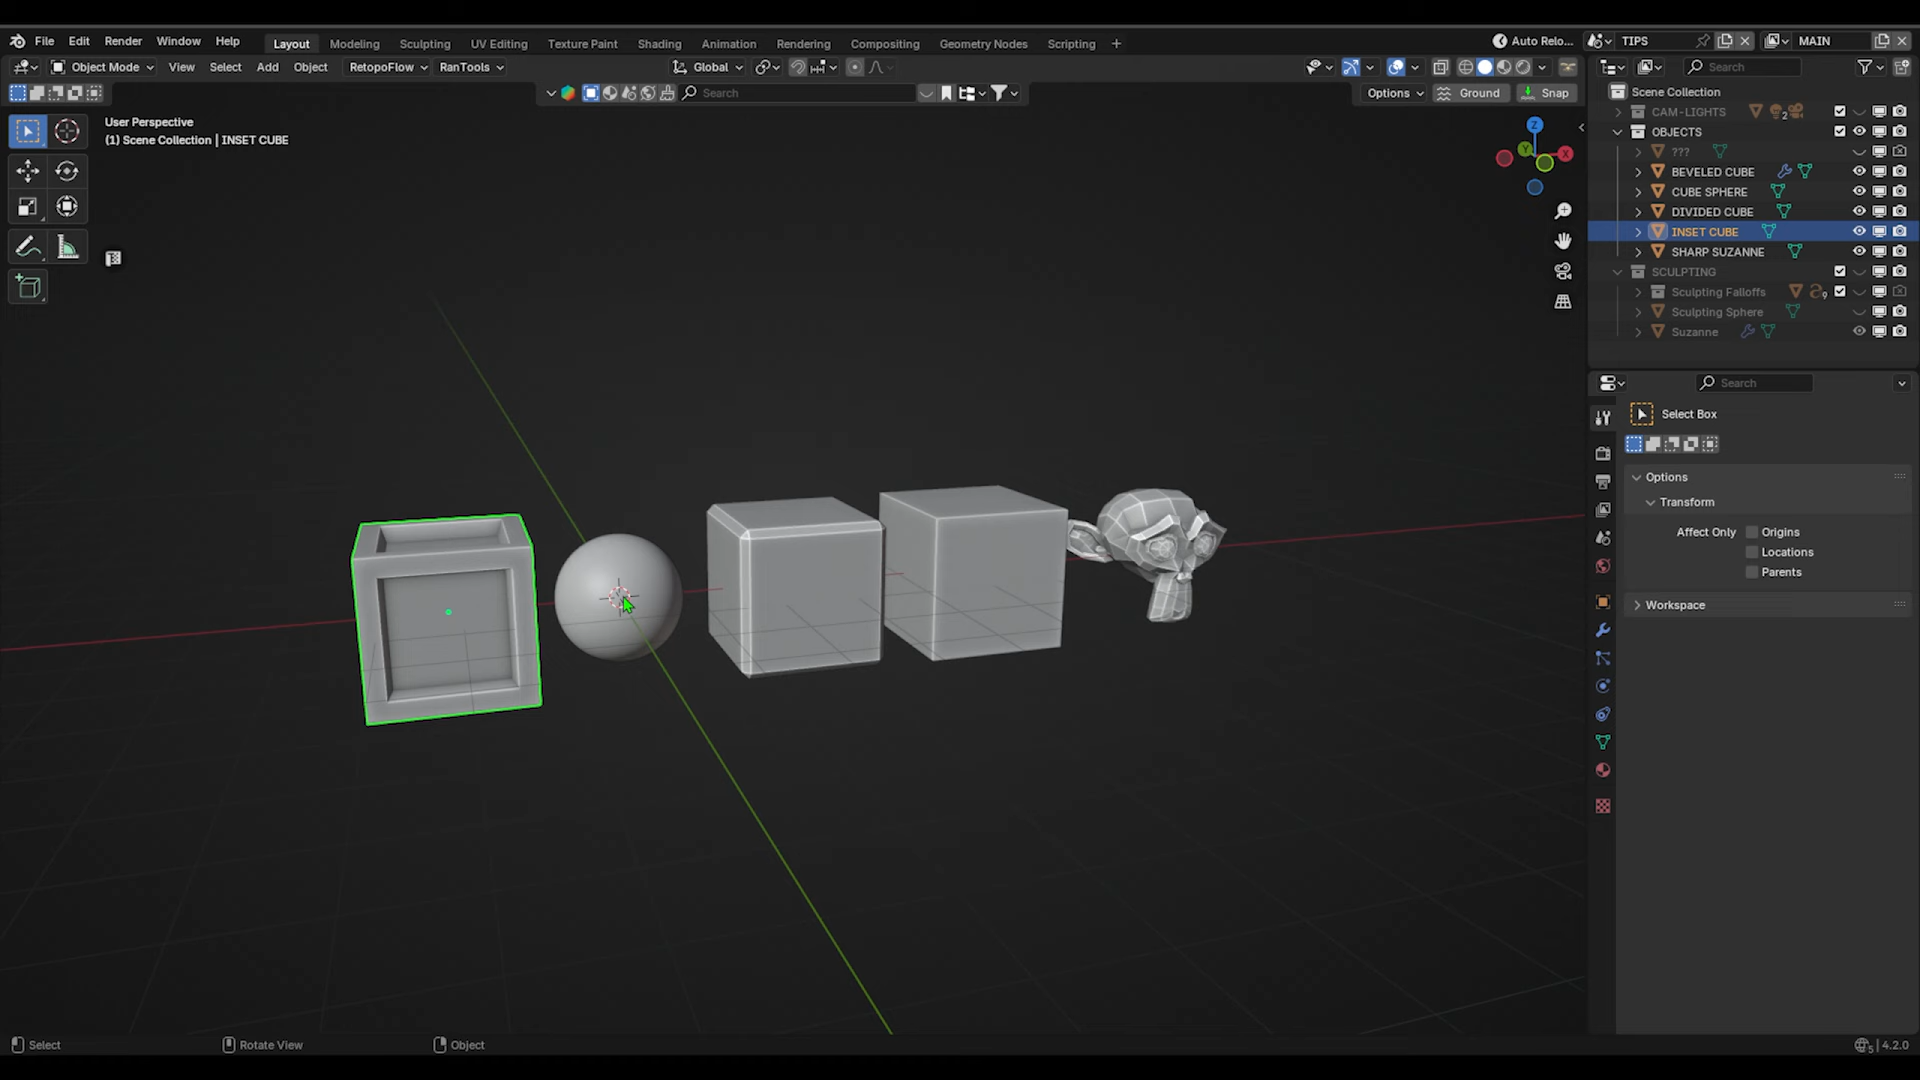 File Edit Render Window Help Layout Modeling Sculpting UV Editing Texture Paint Shading Animation Rendering Compositing Geometry Nodes Scripting + Auto Relo... TIPS MAIN
Object Mode View Select Add Object RetopoFlow RanTools Global Search
Search Options Ground Snap
User Perspective
(1) Scene Collection | INSET CUBE
Z
Y
X
Scene Collection
CAM-LIGHTS 2
OBJECTS
???
BEVELED CUBE
CUBE SPHERE
DIVIDED CUBE
INSET CUBE
SHARP SUZANNE
SCULPTING
Sculpting Falloffs 9
Sculpting Sphere
Suzanne
Search
Select Box
Options
Transform
Affect Only Origins
Locations
Parents
Workspace
Select Rotate View Object 5 | 4.2.0